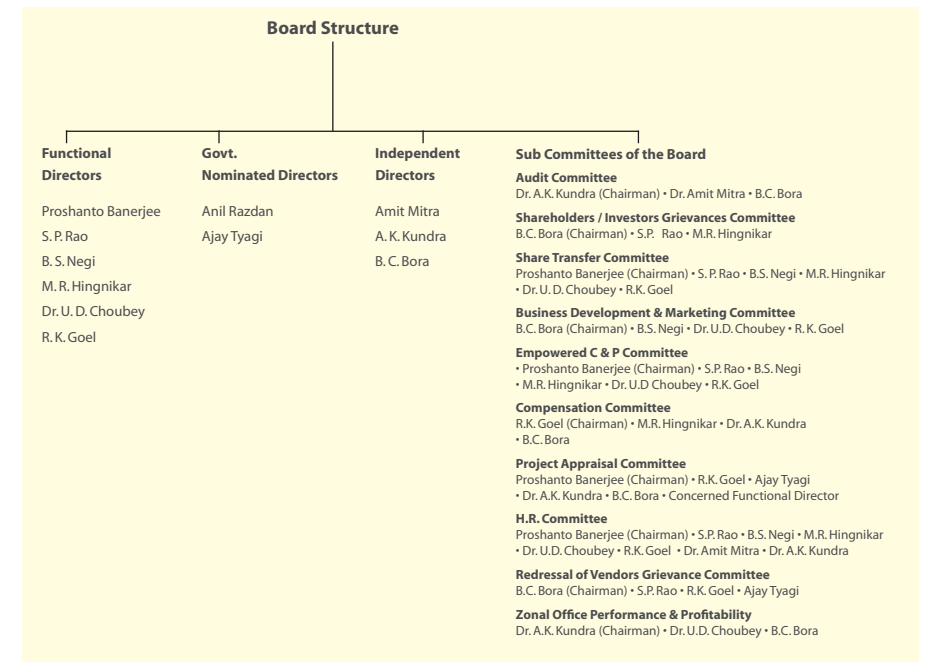 Board Structure
Functional
Directors
Proshanto Banerjee
S. P. Rao
B. S. Negi
M. R. Hingnikar
Dr. U. D. Choubey
R. K. Goel
Govt.
Nominated Directors
Anil Razdan
Ajay Tyagi
Independent
Directors
Amit Mitra
A. K. Kundra
B. C. Bora
Sub Committees of the Board
Audit Committee
Dr. A.K. Kundra (Chairman) • Dr. Amit Mitra • B.C. Bora
Shareholders / Investors Grievances Committee
B.C. Bora (Chairman) • S.P. Rao • M.R. Hingnikar
Share Transfer Committee
Proshanto Banerjee (Chairman) • S. P. Rao • B.S. Negi • M.R. Hingnikar
• Dr. U. D. Choubey • R.K. Goel
Business Development & Marketing Committee
B.C. Bora (Chairman) • B.S. Negi • Dr. U.D. Choubey • R. K. Goel
Empowered C & P Committee
• Proshanto Banerjee (Chairman) • S.P. Rao • B.S. Negi
• M.R. Hingnikar • Dr. U.D Choubey • R.K. Goel
Compensation Committee
R.K. Goel (Chairman) • M.R. Hingnikar • Dr. A.K. Kundra
• B.C. Bora
Project Appraisal Committee
Proshanto Banerjee (Chairman) • R.K. Goel • Ajay Tyagi
• Dr. A.K. Kundra • B.C. Bora • Concerned Functional Director
H.R. Committee
Proshanto Banerjee (Chairman) • S.P. Rao • B.S. Negi • M.R. Hingnikar
• Dr. U.D. Choubey • R.K. Goel • Dr. Amit Mitra • Dr. A.K. Kundra
Redressal of Vendors Grievance Committee
B.C. Bora (Chairman) • S.P. Rao • R.K. Goel • Ajay Tyagi
Zonal Office Performance & Profitability
Dr. A.K. Kundra (Chairman) • Dr. U.D. Choubey • B.C. Bora